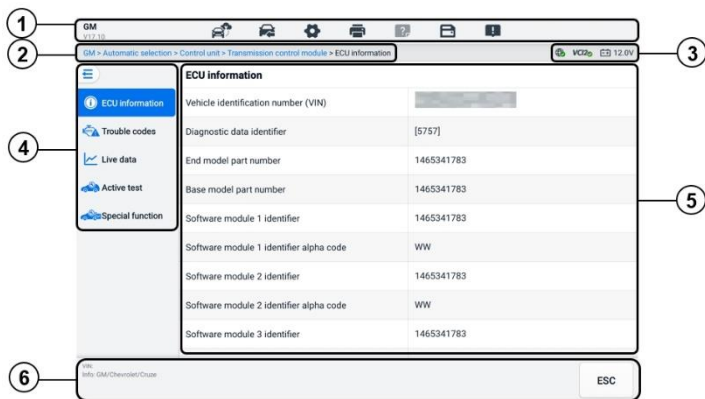 1
GM
V17.10
2
GM > Automatic selection > Control unit > Transmission control module > ECU information
VCI
12.0V
3
4
ECU information
Trouble codes
Live data
Active test
Special function
ECU information
Vehicle identification number (VIN)
Diagnostic data identifier [5757]
End model part number 1465341783
Base model part number 1465341783
Software module 1 identifier 1465341783
Software module 1 identifier alpha code WW
Software module 2 identifier 1465341783
Software module 2 identifier alpha code WW
Software module 3 identifier 1465341783
5
6
VIN:
Info: GM/Chevrolet/Cruze
ESC